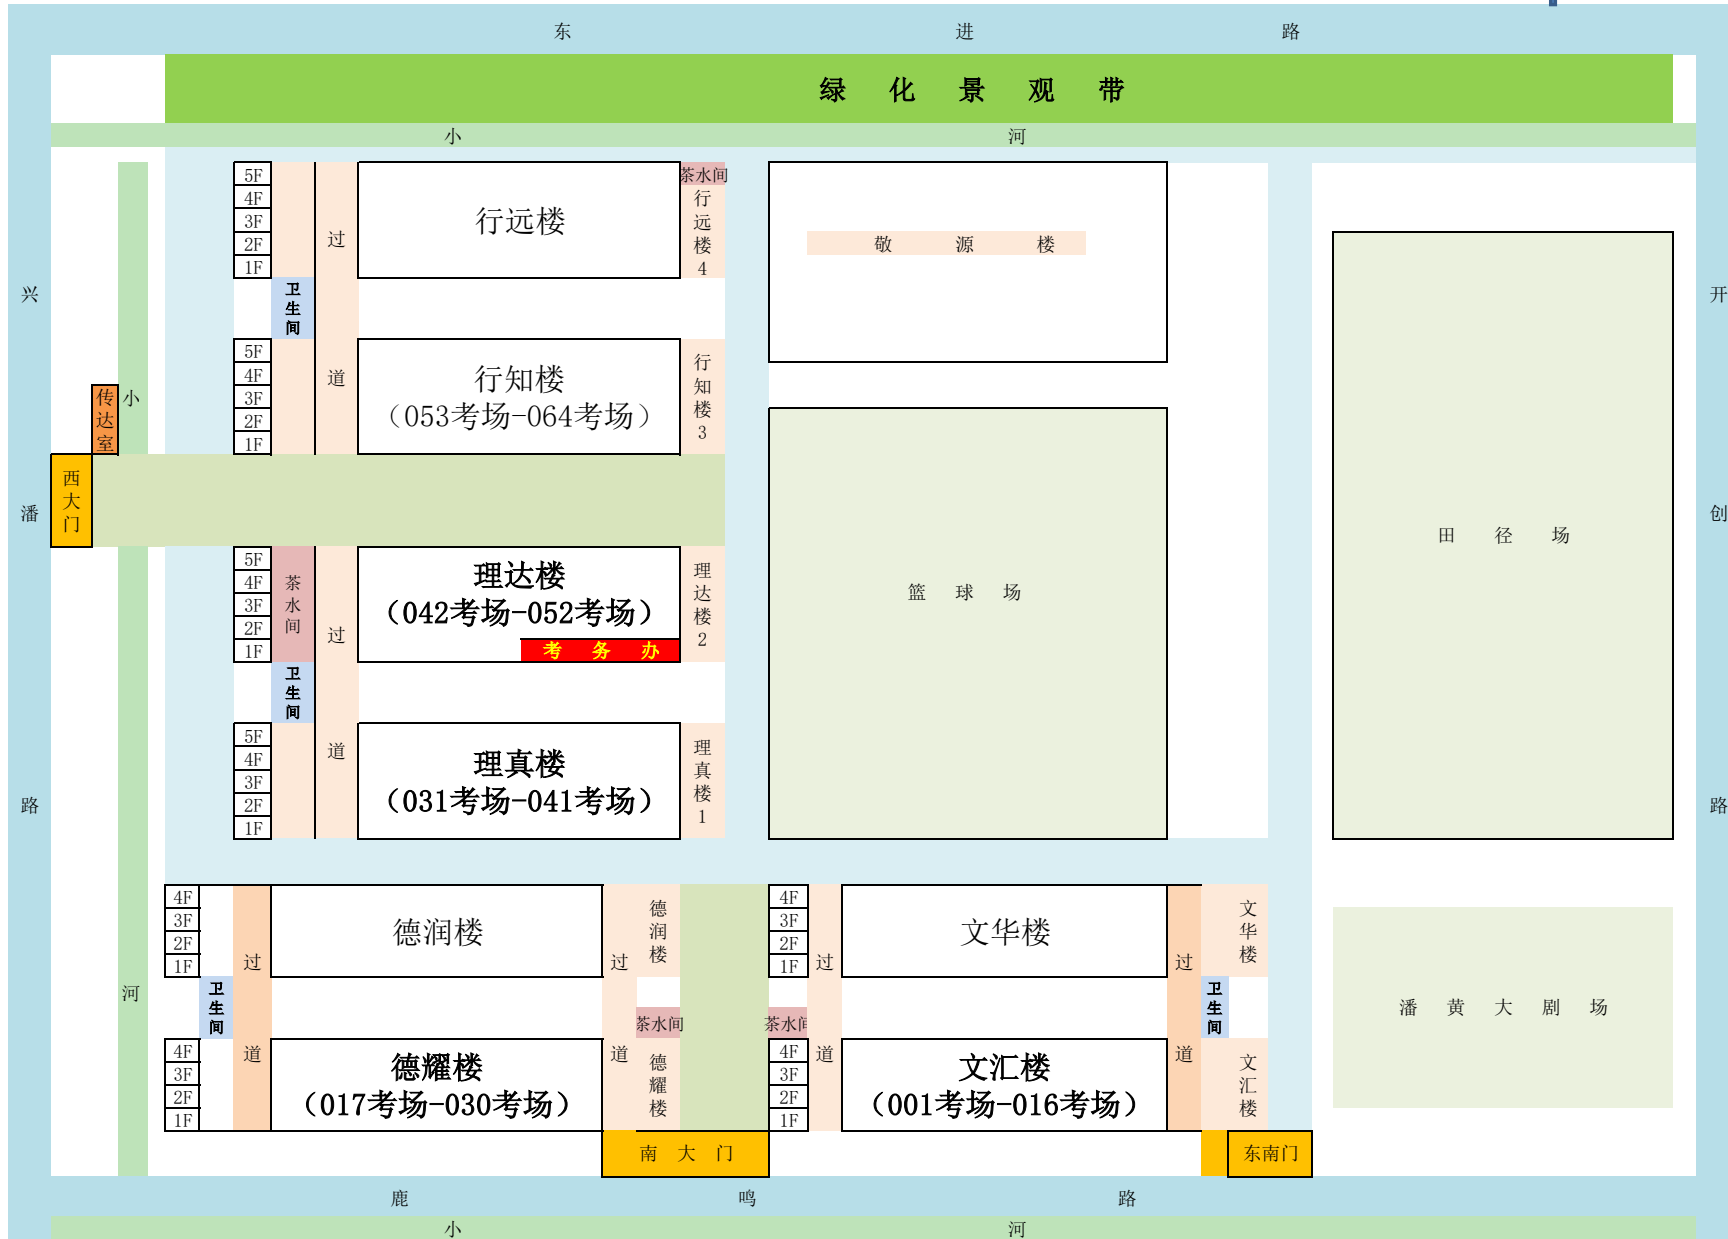 东 进 路
绿 化 景 观 带
小 河
5F
4F
3F
2F
1F
过
道
行远楼
茶水间
行远楼4
敬 源 楼
卫生间
5F
4F
3F
2F
1F
行知楼
（053考场-064考场）
行知楼3
兴
潘
路
小
河
传达室
西大门
5F
4F
3F
2F
1F
茶水间
过
道
理达楼
（042考场-052考场）
考 务 办
理达楼2
卫生间
5F
4F
3F
2F
1F
理真楼
（031考场-041考场）
理真楼1
篮 球 场
田 径 场
开
创
路
4F
3F
2F
1F
过
道
德润楼
过
道
德润楼
4F
3F
2F
1F
过
道
文华楼
过
道
文华楼
卫生间
茶水间
茶水间
卫生间
潘 黄 大 剧 场
4F
3F
2F
1F
德耀楼
（017考场-030考场）
德耀楼
4F
3F
2F
1F
文汇楼
（001考场-016考场）
文汇楼
南 大 门
东南门
鹿 鸣 路
小 河